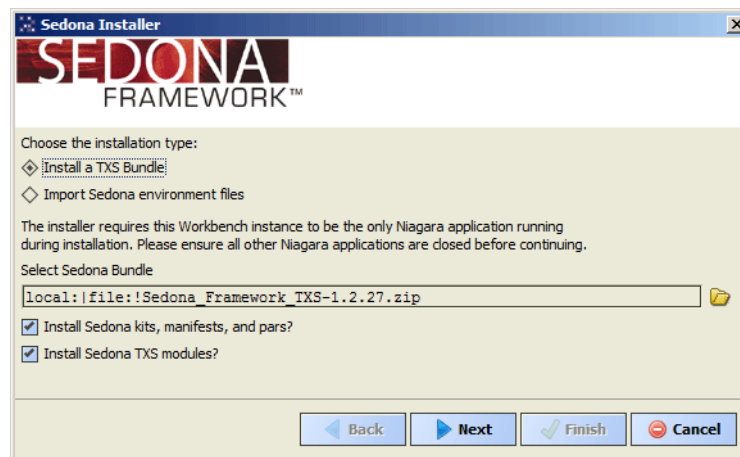 Sedona Installer
SEDONA
FRAMEWORK™
Choose the installation type:
Install a TXS Bundle
Import Sedona environment files
The installer requires this Workbench instance to be the only Niagara application running
during installation. Please ensure all other Niagara applications are closed before continuing.
Select Sedona Bundle
local:|file:!Sedona_Framework_TXS-1.2.27.zip
Install Sedona kits, manifests, and pars?
Install Sedona TXS modules?
Back Next Finish Cancel